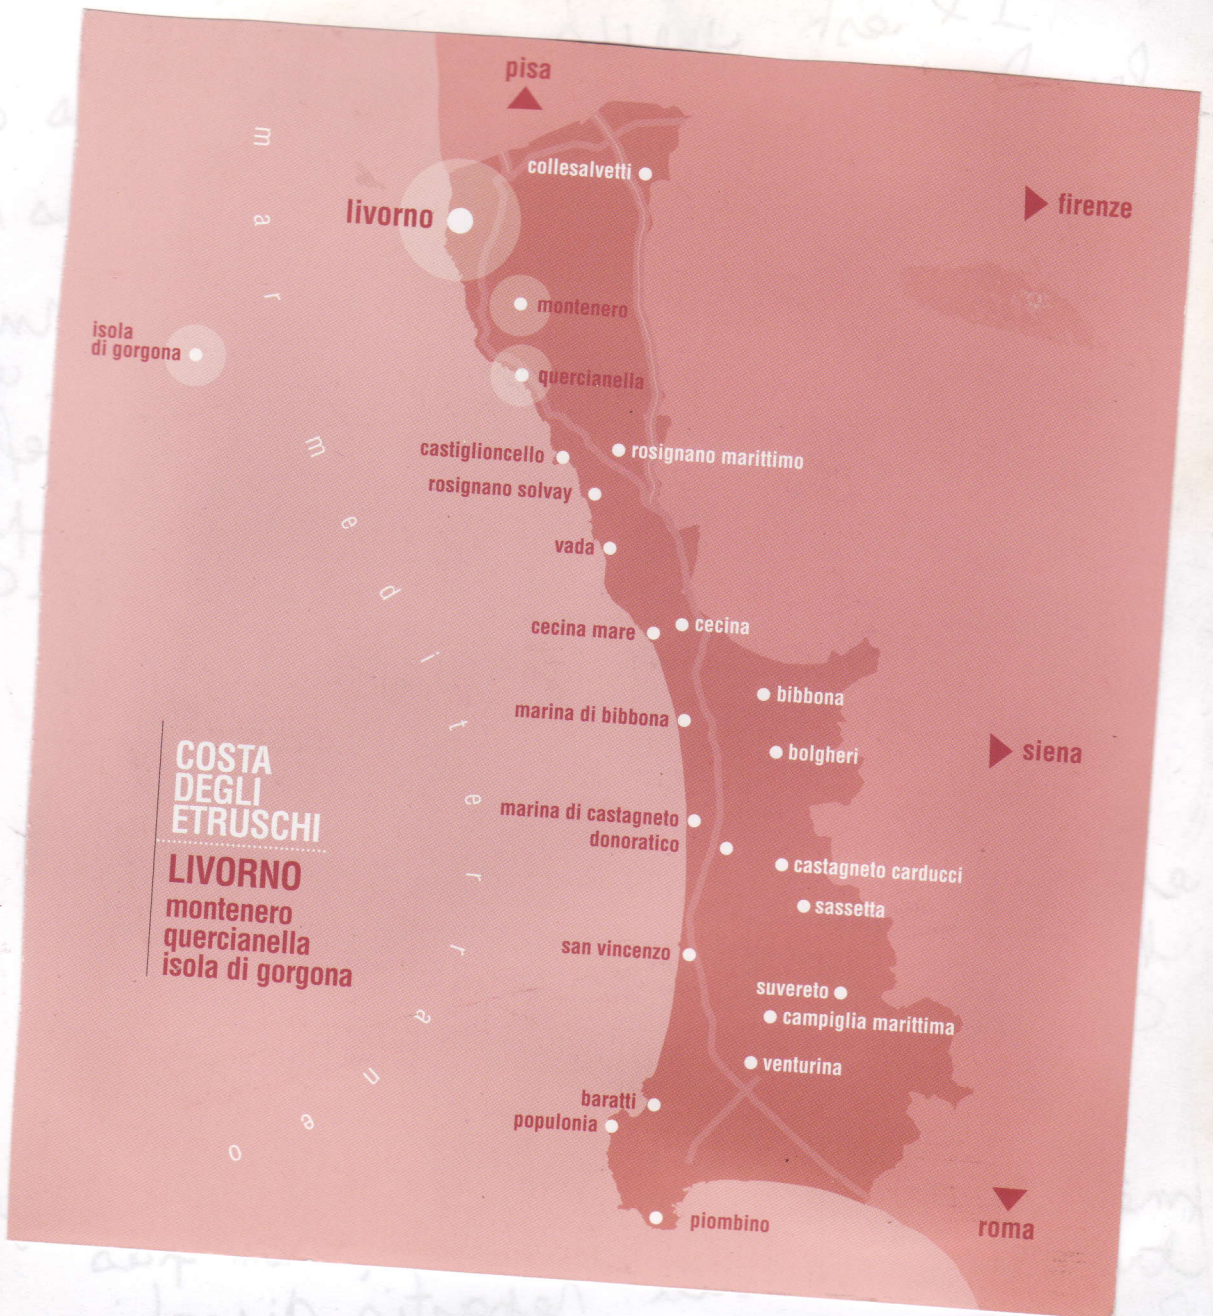 pisa
collesalvetti
livorno
firenze
montenero
isola
di gorgona
quercianella
castiglioncello
rosignano marittimo
rosignano solvay
vada
cecina mare
cecina
bibbona
marina di bibbona
bolgheri
siena
marina di castagneto
donoratico
castagneto carducci
sassetta
san vincenzo
suvereto
campiglia marittima
venturina
baratti
populonia
piombino
roma
mar mediterraneo
COSTA
DEGLI
ETRUSCHI
LIVORNO
montenero
quercianella
isola di gorgona